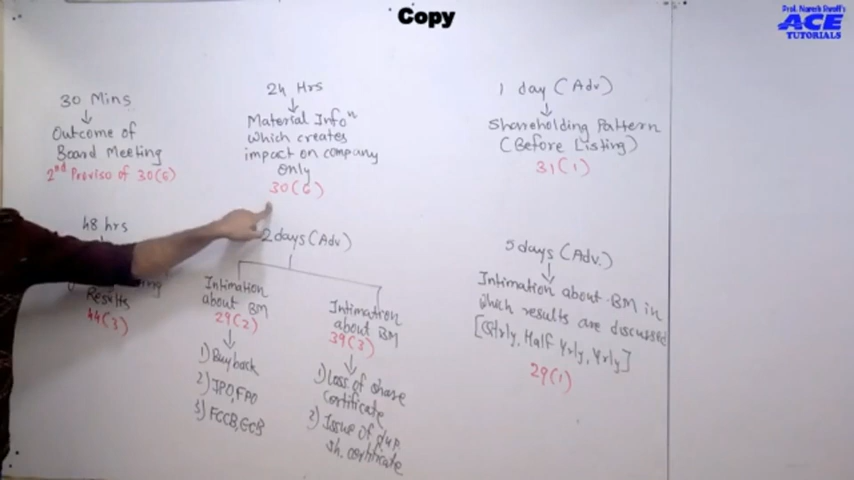 Copy
Prof. Naresh Shroff's
ACE
TUTORIALS
30 Mins
Outcome of
Board Meeting
2nd Proviso of 30(6)
24 Hrs
Material Infon
which creates
impact on company
only
30(6)
1 day (Adv)
Shareholding Pattern
(Before Listing)
31(1)
48 hrs
Results
44(3)
2 days (Adv)
Intimation
about BM
29(2)
1) Buyback
2) IPO, FPO
3) FCCB, GCB
Intimation
about BM
39(3)
1) Loss of share
certificate
2) Issue of dup.
sh. certificate
5 days (Adv.)
Intimation about BM in
which results are discussed
[Qtrly, Half Yrly, Yrly]
29(1)